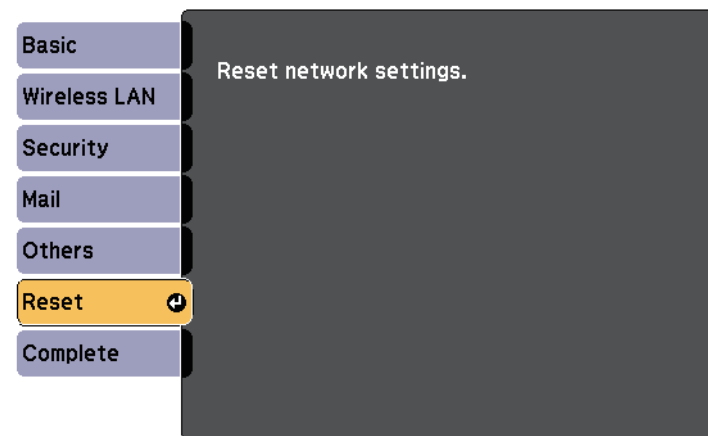 Basic
Wireless LAN
Security
Mail
Others
Reset
Complete
Reset network settings.